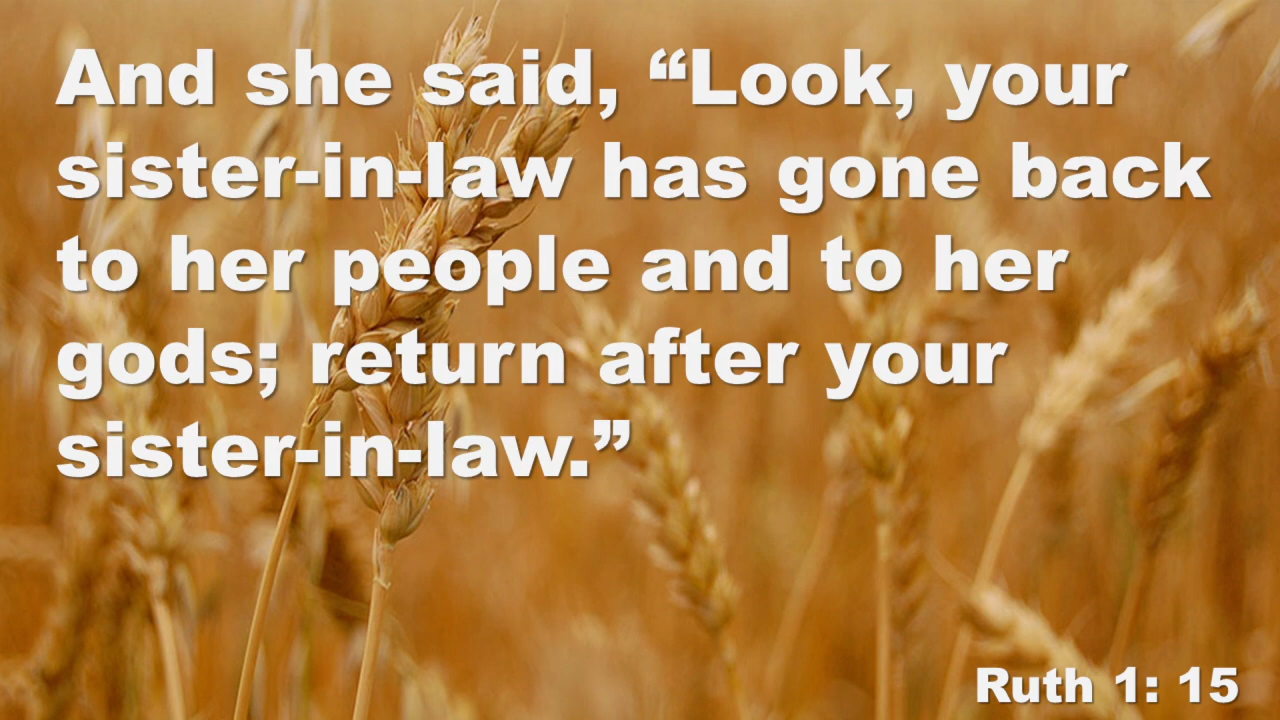 And she said, “Look, your
sister-in-law has gone back
to her people and to her
gods; return after your
sister-in-law.”
Ruth 1: 15